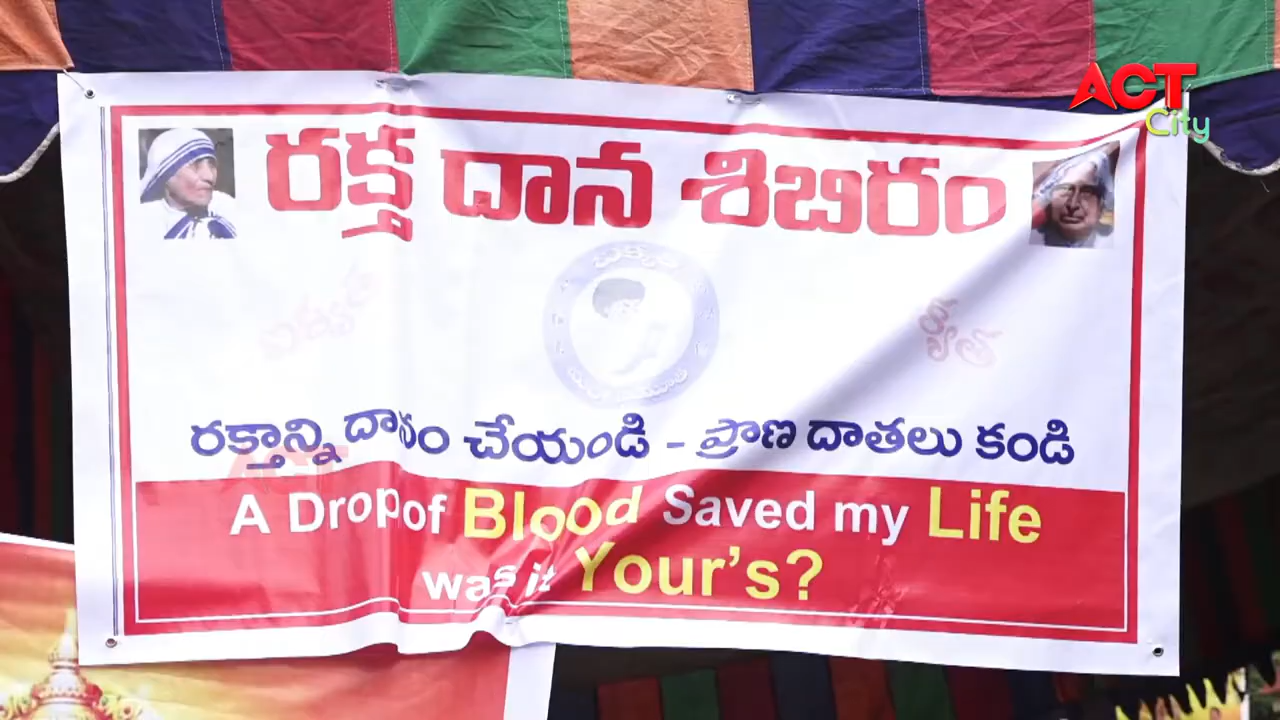 ACT
City
రక్త దాన శిబిరం
రక్తాన్ని దానం చేయండి - ప్రాణ దాతలు కండి
A Drop of Blood Saved my Life
was it Your's?